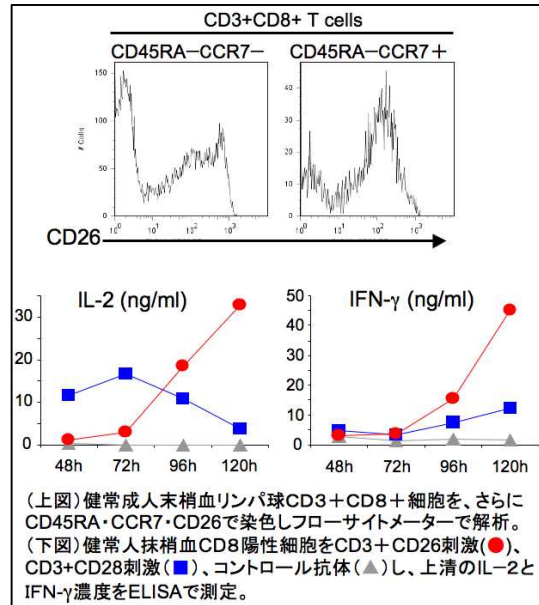 CD3+CD8+ T cells
CD45RA−CCR7− CD45RA−CCR7+
150
100
50
0
# Cells
10⁰ 10¹ 10² 10³
40
30
20
10
0
10⁰ 10¹ 10² 10³
CD26
IL-2 (ng/ml)
30
20
10
0
48h 72h 96h 120h
IFN-γ (ng/ml)
50
40
30
20
10
0
48h 72h 96h 120h
(上図)健常成人末梢血リンパ球CD3+CD8+細胞を、さらに
CD45RA・CCR7・CD26で染色しフローサイトメーターで解析。
(下図)健常人抹梢血CD8陽性細胞をCD3+CD26刺激(●)、
CD3+CD28刺激(■)、コントロール抗体(▲)し、上清のIL-2と
IFN-γ濃度をELISAで測定。